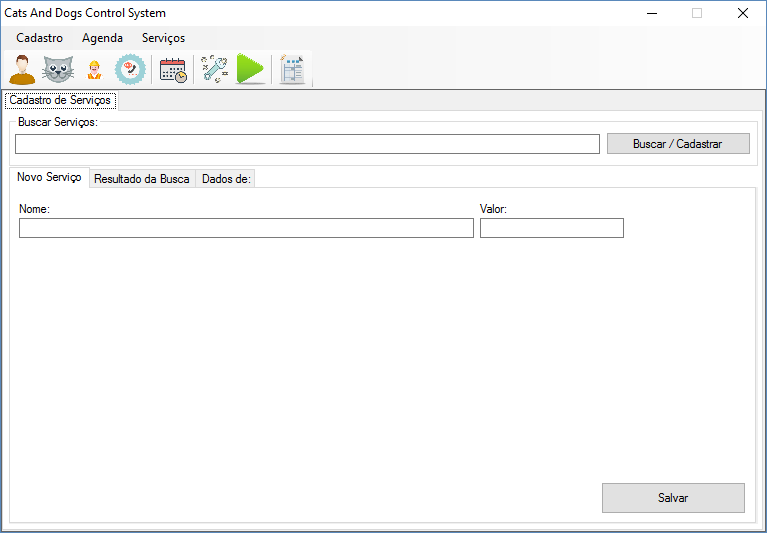 Cats And Dogs Control System
Cadastro Agenda Serviços
Cadastro de Serviços
Buscar Serviços:
Buscar / Cadastrar
Novo Serviço Resultado da Busca Dados de:
Nome: Valor:
Salvar